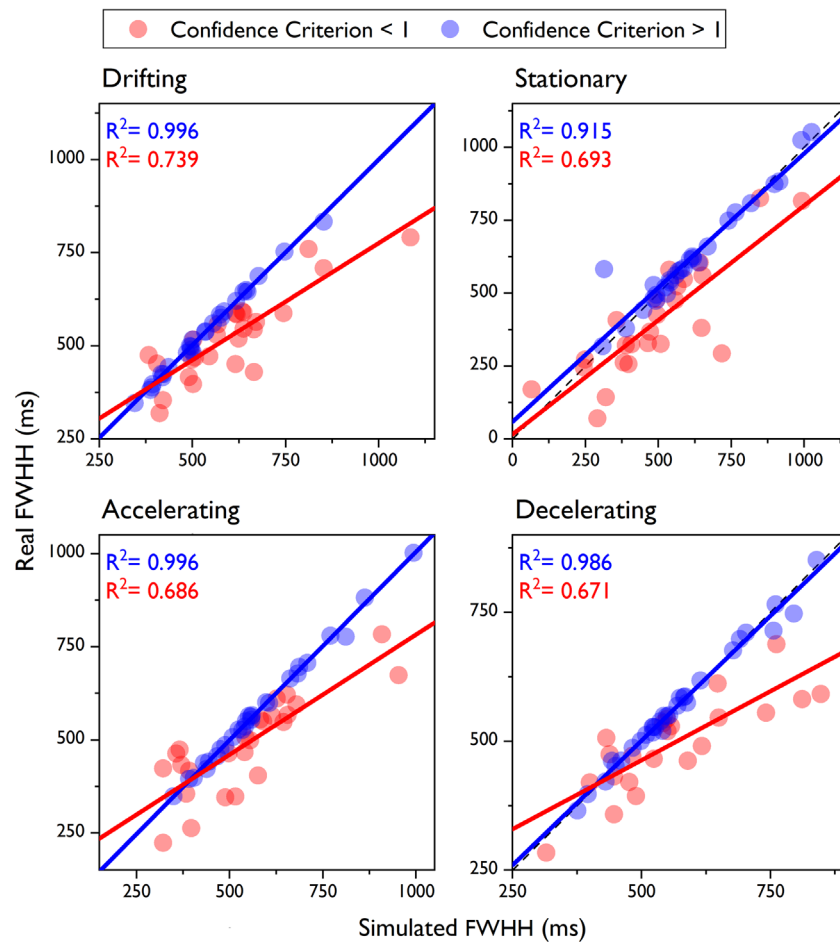 Confidence Criterion < 1 Confidence Criterion > 1
Drifting Stationary
R²= 0.996
R²= 0.739
1000
750
500
250
250 500 750 1000
R²= 0.915
R²= 0.693
1000
750
500
250
0
0 250 500 750 1000
Real FWHH (ms)
Accelerating Decelerating
R²= 0.996
R²= 0.686
1000
750
500
250
250 500 750 1000
R²= 0.986
R²= 0.671
750
500
250
250 500 750
Simulated FWHH (ms)